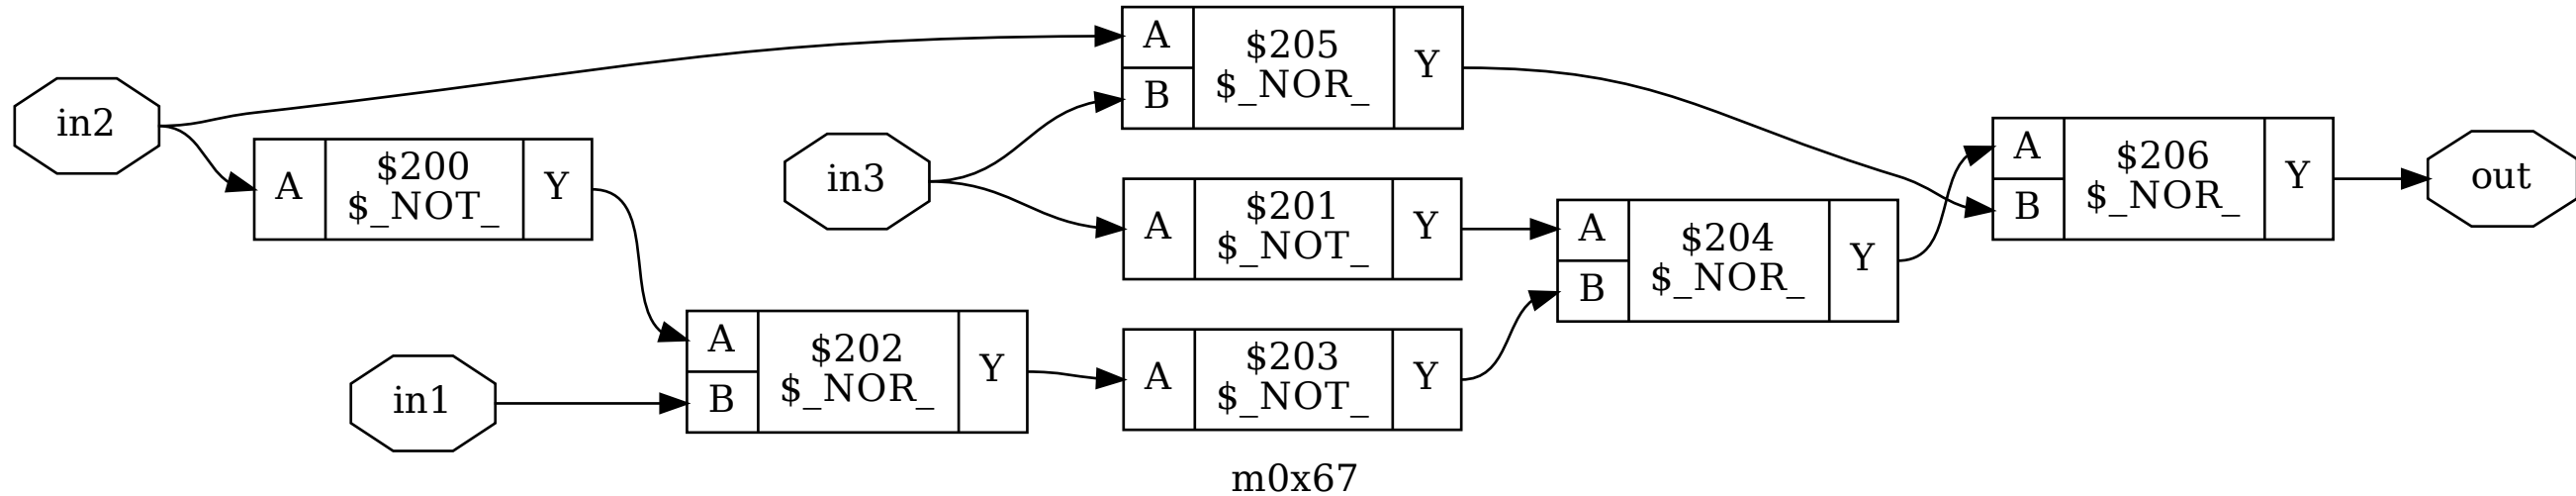 in2
A
$200
$_NOT_
Y
in1
A
B
$202
$_NOR_
Y
in3
A
B
$205
$_NOR_
Y
A
$201
$_NOT_
Y
A
$203
$_NOT_
Y
A
B
$204
$_NOR_
Y
A
B
$206
$_NOR_
Y
out
m0x67